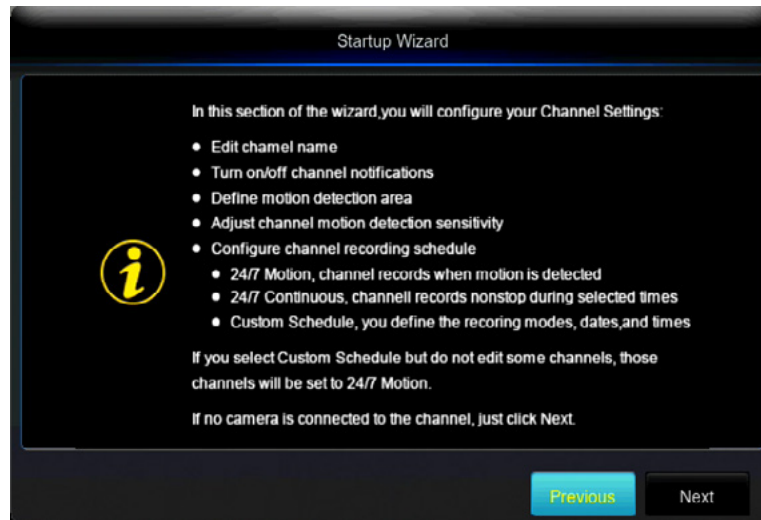 Startup Wizard
In this section of the wizard,you will configure your Channel Settings:
● Edit chamel name
● Turn on/off channel notifications
● Define motion detection area
● Adjust channel motion detection sensitivity
● Configure channel recording schedule
● 24/7 Motion, channel records when motion is detected
● 24/7 Continuous, channell records nonstop during selected times
● Custom Schedule, you define the recoring modes, dates,and times
If you select Custom Schedule but do not edit some channels, those
channels will be set to 24/7 Motion.
If no camera is connected to the channel, just click Next.
Previous
Next